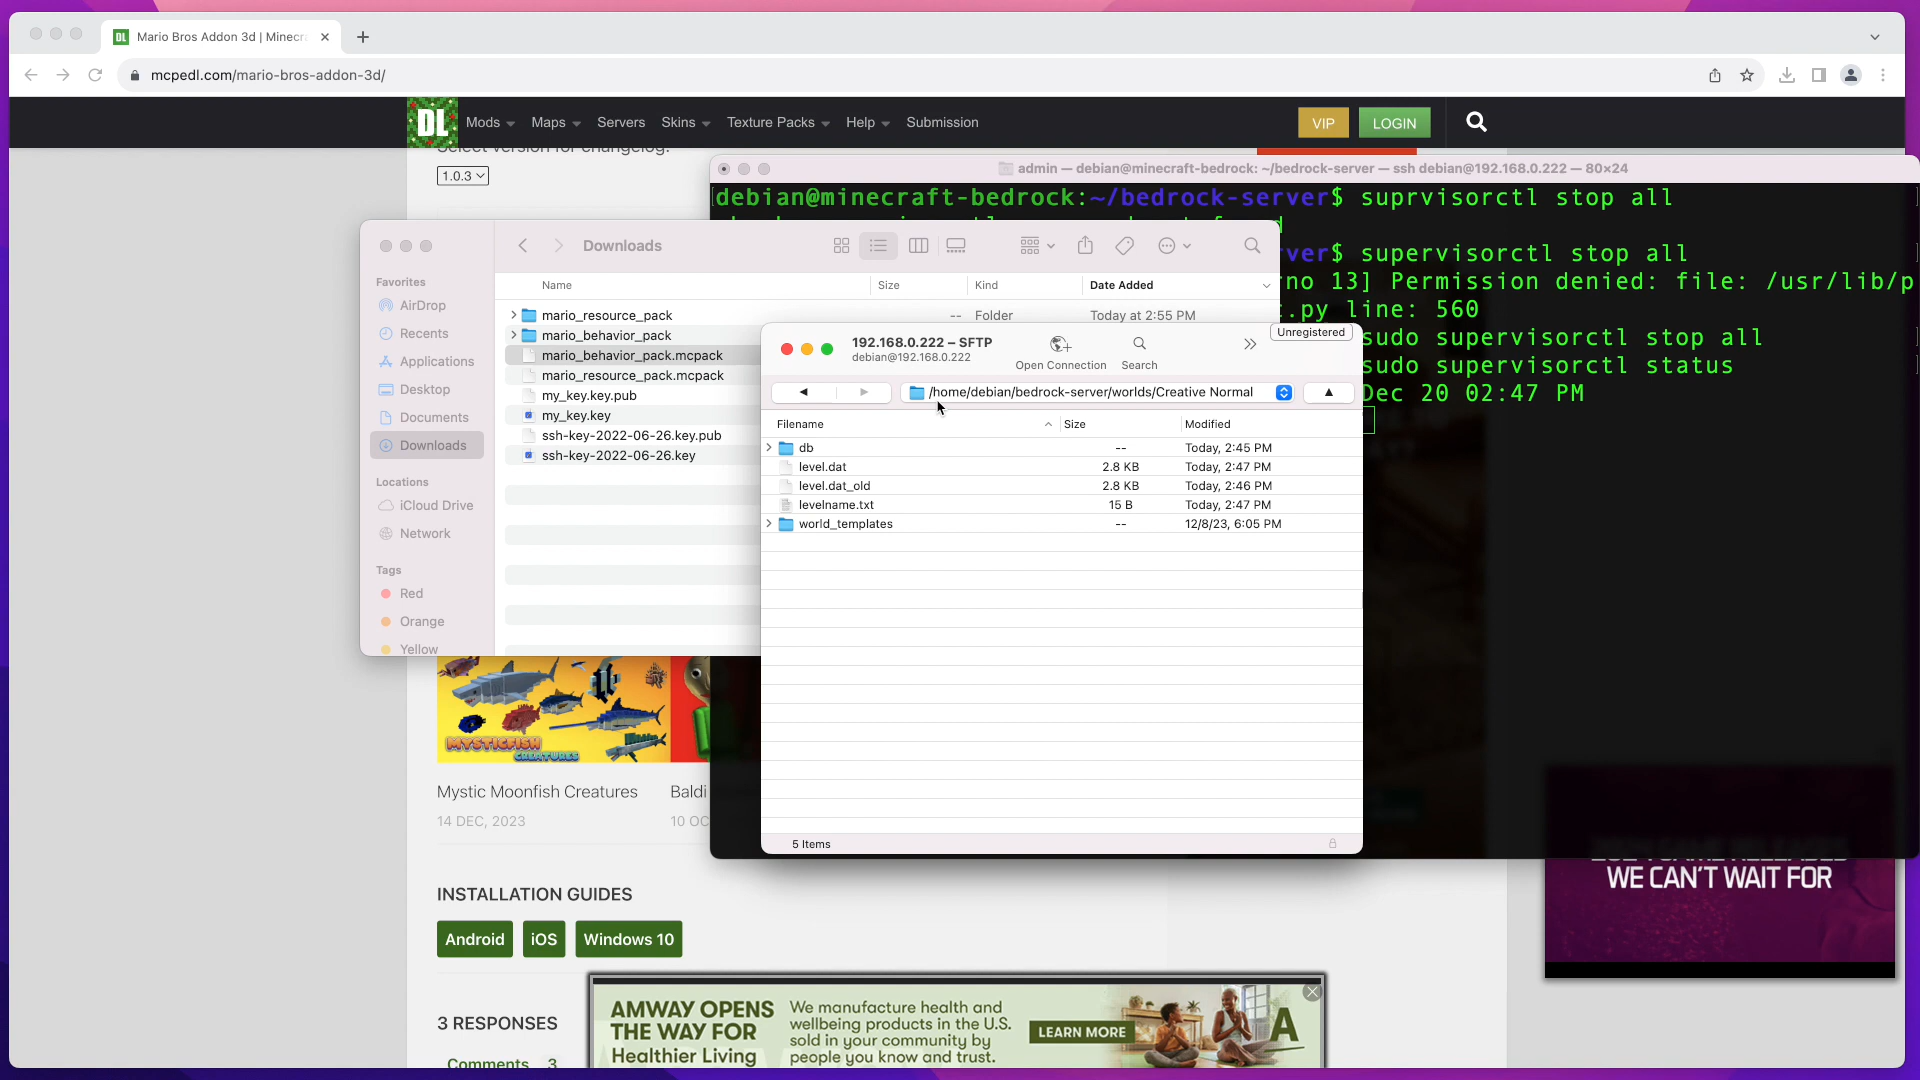 Mario Bros Addon 3d | Minecr
mcpedl.com/mario-bros-addon-3d/
DL
Mods
Maps
Servers
Skins
Texture Packs
Help
Submission
VIP
LOGIN
Select version for changelog:
1.0.3
admin — debian@minecraft-bedrock: ~/bedrock-server — ssh debian@192.168.0.222 — 80×24
debian@minecraft-bedrock:~/bedrock-server$ suprvisorctl stop all
ver$ supervisorctl stop all
no 13] Permission denied: file: /usr/lib/p
.py line: 560
sudo supervisorctl stop all
sudo supervisorctl status
Dec 20 02:47 PM
Downloads
Favorites
AirDrop
Recents
Applications
Desktop
Documents
Downloads
Locations
iCloud Drive
Network
Tags
Red
Orange
Yellow
Name
Size
Kind
Date Added
mario_resource_pack
--
Folder
Today at 2:55 PM
mario_behavior_pack
mario_behavior_pack.mcpack
mario_resource_pack.mcpack
my_key.key.pub
my_key.key
ssh-key-2022-06-26.key.pub
ssh-key-2022-06-26.key
192.168.0.222 – SFTP
debian@192.168.0.222
Open Connection
Search
Unregistered
/home/debian/bedrock-server/worlds/Creative Normal
Filename
Size
Modified
db -- Today, 2:45 PM
level.dat 2.8 KB Today, 2:47 PM
level.dat_old 2.8 KB Today, 2:46 PM
levelname.txt 15 B Today, 2:47 PM
world_templates -- 12/8/23, 6:05 PM
5 Items
MYSTICFISH
CREATURES
Mystic Moonfish Creatures
14 DEC, 2023
Baldi
10 OC
INSTALLATION GUIDES
Android
iOS
Windows 10
3 RESPONSES
Comments 3
AMWAY OPENS
THE WAY FOR
Healthier Living
We manufacture health and
wellbeing products in the U.S.
sold in your community by
people you know and trust.
LEARN MORE
A
2024 GAME RELEASES
WE CAN'T WAIT FOR